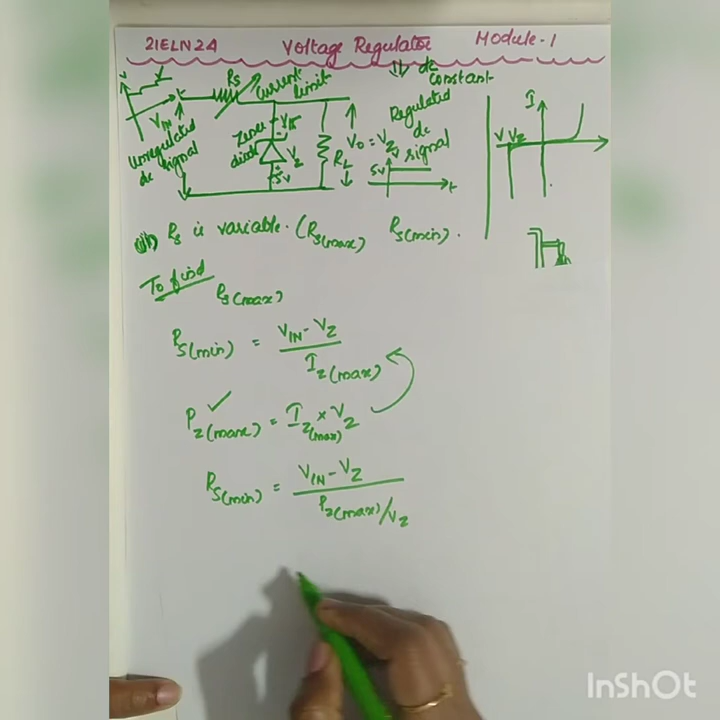 21ELN24 Voltage Regulator Module-1
⇓ dc constant
Rs current limit
VIN
unregulated dc signal
Zener diode
VZ
5V
RL
V0 = VZ
Regulated dc signal
5V
t
I
V VZ
(iii) Rs is variable. (Rs(max) Rs(min).
To find
Rs(max)
RS(min) = VIN - VZ / IZ(max)
PZ(max) ✓ = IZ(max) × VZ
RS(min) = VIN - VZ / PZ(max)/VZ
InShOt